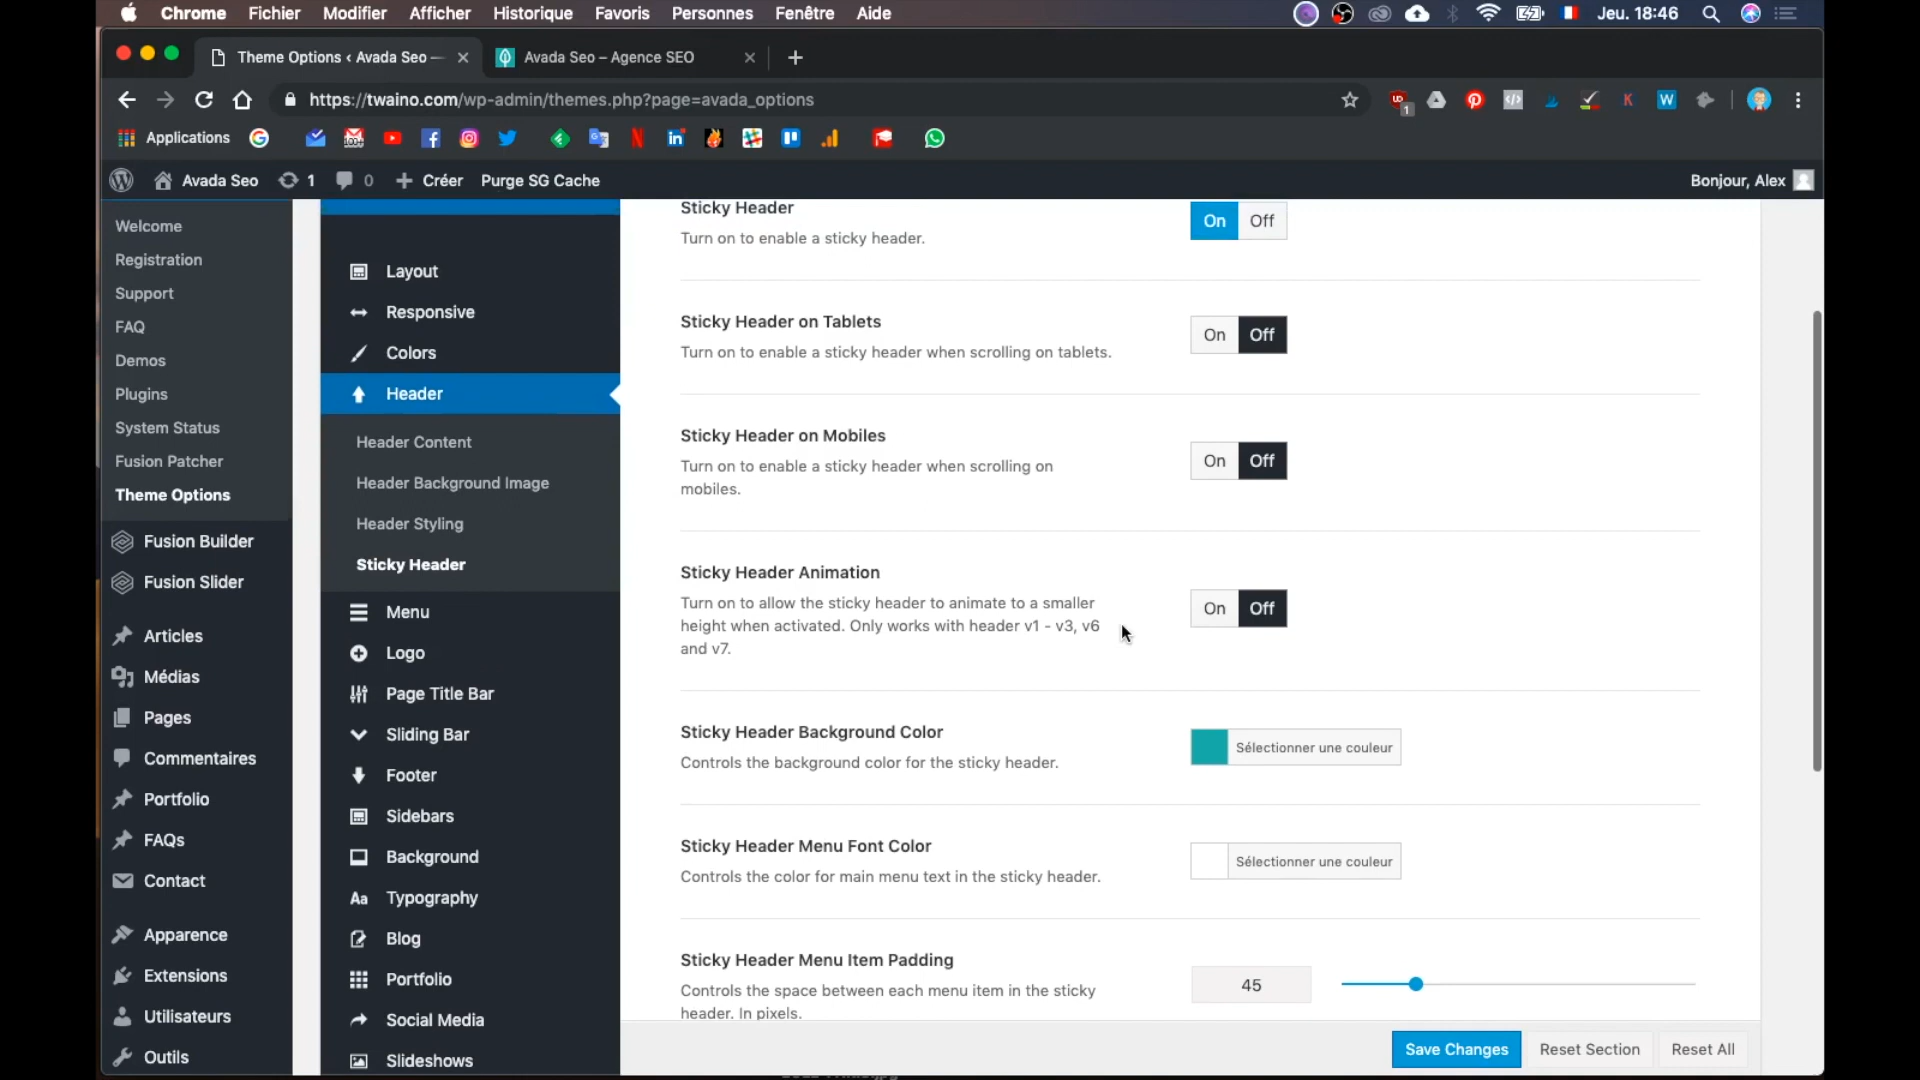 Chrome Fichier Modifier Afficher Historique Favoris Personnes Fenêtre Aide Jeu. 18:46
Theme Options ‹ Avada Seo —
Avada Seo – Agence SEO
https://twaino.com/wp-admin/themes.php?page=avada_options
Applications
Avada Seo 1 0 Créer Purge SG Cache Bonjour, Alex
Welcome
Registration
Support
FAQ
Demos
Plugins
System Status
Fusion Patcher
Theme Options
Fusion Builder
Fusion Slider
Articles
Médias
Pages
Commentaires
Portfolio
FAQs
Contact
Apparence
Extensions
Utilisateurs
Outils
Layout
Responsive
Colors
Header
Header Content
Header Background Image
Header Styling
Sticky Header
Menu
Logo
Page Title Bar
Sliding Bar
Footer
Sidebars
Background
Typography
Blog
Portfolio
Social Media
Slideshows
Sticky Header
Turn on to enable a sticky header.
On Off
Sticky Header on Tablets
Turn on to enable a sticky header when scrolling on tablets.
On Off
Sticky Header on Mobiles
Turn on to enable a sticky header when scrolling on
mobiles.
On Off
Sticky Header Animation
Turn on to allow the sticky header to animate to a smaller
height when activated. Only works with header v1 - v3, v6
and v7.
On Off
Sticky Header Background Color
Controls the background color for the sticky header.
Sélectionner une couleur
Sticky Header Menu Font Color
Controls the color for main menu text in the sticky header.
Sélectionner une couleur
Sticky Header Menu Item Padding
Controls the space between each menu item in the sticky
header. In pixels.
45
Save Changes Reset Section Reset All